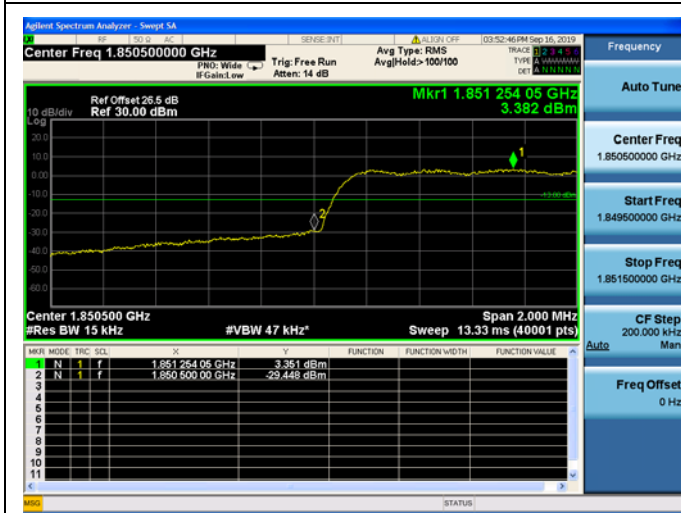 Agilent Spectrum Analyzer - Swept SA
RF 50 Ω AC SENSE:INT ALIGN OFF 03:52:46 PM Sep 16, 2019
Center Freq 1.850500000 GHz Avg Type: RMS TRACE 1 2 3 4 5 6
PNO: Wide Trig: Free Run Avg|Hold:>100/100 TYPE A
IFGain:Low Atten: 14 dB DET A N N N N N
Ref Offset 26.5 dB Mkr1 1.851 254 05 GHz
10 dB/div Ref 30.00 dBm 3.382 dBm
Log
20.0
10.0
0.00
-10.0
-20.0
-30.0
-40.0
-50.0
-60.0
1
2
-13.00 dBm
Center 1.850500 GHz Span 2.000 MHz
#Res BW 15 kHz #VBW 47 kHz* Sweep 13.33 ms (40001 pts)
MKR MODE TRC SCL X Y FUNCTION FUNCTION WIDTH FUNCTION VALUE
1 N 1 f 1.851 254 05 GHz 3.351 dBm
2 N 1 f 1.850 500 00 GHz -29.448 dBm
3
4
5
6
7
8
9
10
11
MSG STATUS
Frequency
Auto Tune
Center Freq
1.850500000 GHz
Start Freq
1.849500000 GHz
Stop Freq
1.851500000 GHz
CF Step
200.000 kHz
Auto Man
Freq Offset
0 Hz